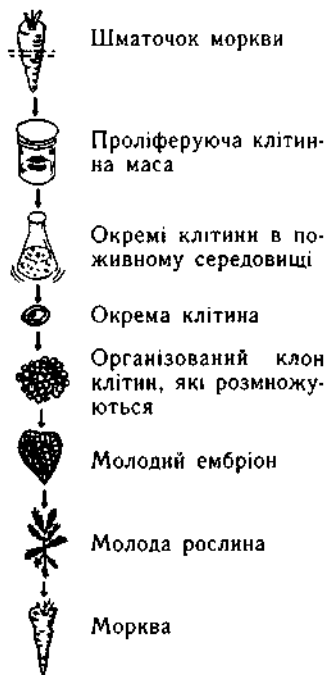 Шматочок моркви
Проліферуюча клітин-
на маса
Окремі клітини в по-
живному середовищі
Окрема клітина
Організований клон
клітин, які розмножу-
ються
Молодий ембріон
Молода рослина
Морква